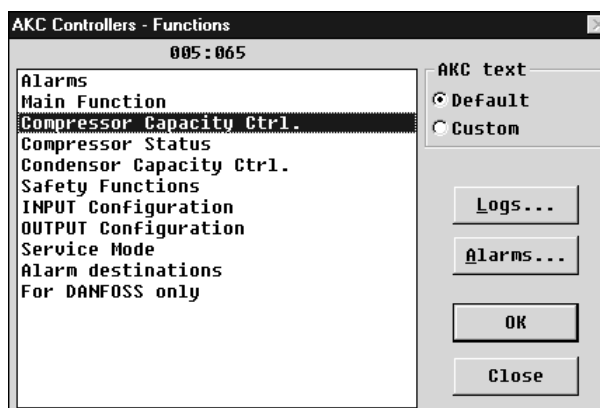 AKC Controllers - Functions
005:065
Alarms
Main Function
Compressor Capacity Ctrl.
Compressor Status
Condensor Capacity Ctrl.
Safety Functions
INPUT Configuration
OUTPUT Configuration
Service Mode
Alarm destinations
For DANFOSS only
AKC text
Default
Custom
Logs...
Alarms...
OK
Close